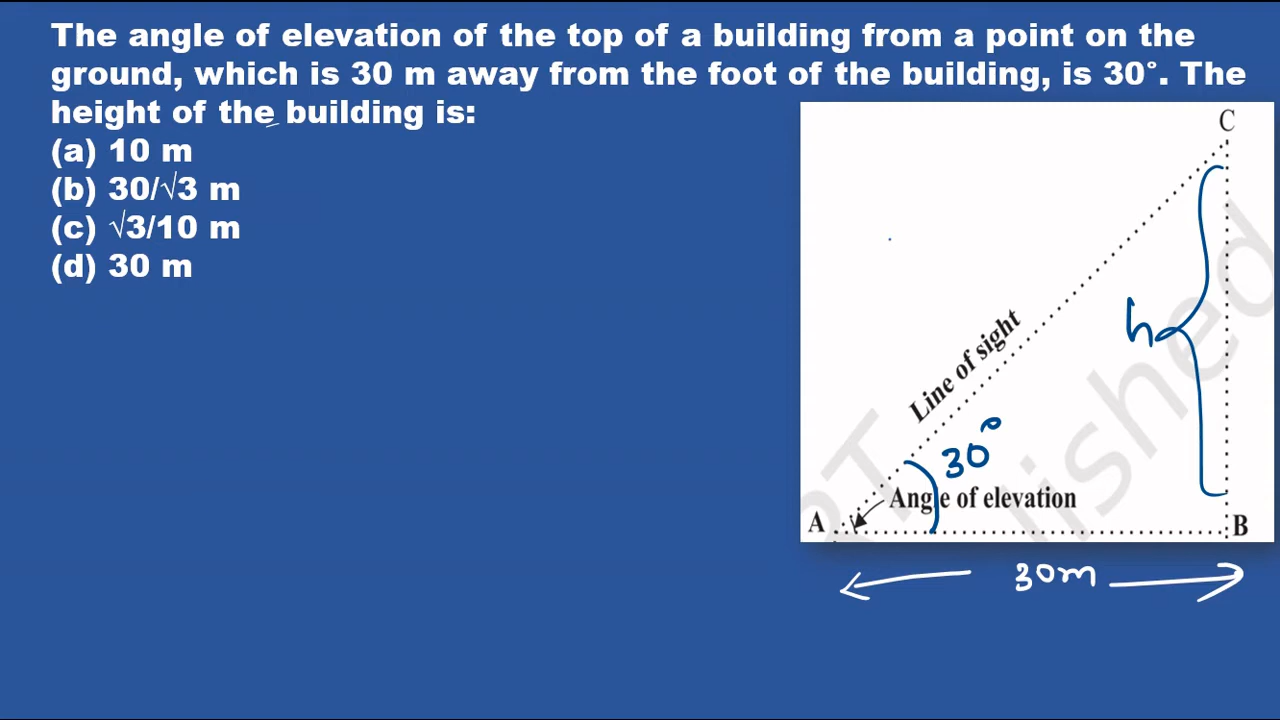 The angle of elevation of the top of a building from a point on the
ground, which is 30 m away from the foot of the building, is 30°. The
height of the building is:
(a) 10 m
(b) 30/√3 m
(c) √3/10 m
(d) 30 m
C
h
Line of sight
30°
Angle of elevation
A
B
30m